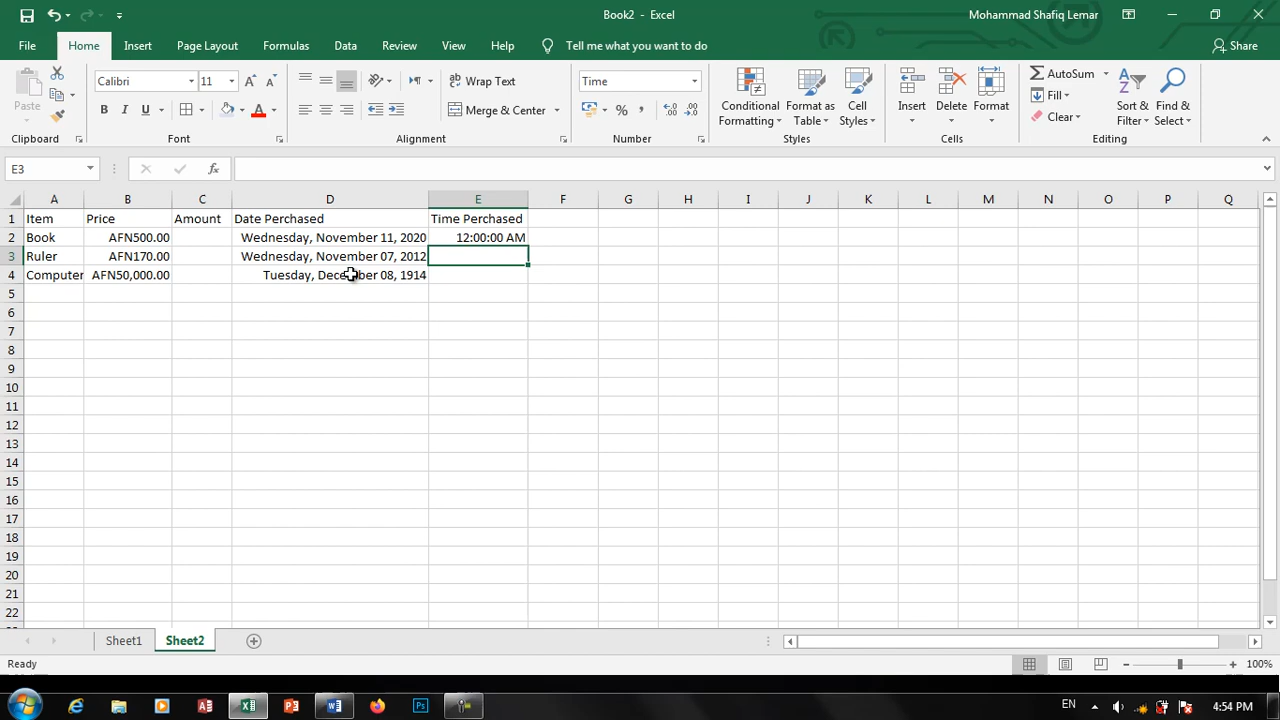 Book2 - Excel
Mohammad Shafiq Lemar
File Home Insert Page Layout Formulas Data Review View Help Tell me what you want to do Share
Paste
Calibri 11
Wrap Text
Time
Conditional Formatting
Format as Table
Cell Styles
Insert Delete Format
AutoSum
Fill
Clear
Sort & Filter
Find & Select
B I U A
Merge & Center
% ,
Clipboard Font Alignment Number Styles Cells Editing
E3 fx
A B C D E F G H I J K L M N O P Q
1 Item Price Amount Date Perchased Time Perchased
2 Book AFN500.00 Wednesday, November 11, 2020 12:00:00 AM
3 Ruler AFN170.00 Wednesday, November 07, 2012
4 Computer AFN50,000.00 Tuesday, December 08, 1914
5
6
7
8
9
10
11
12
13
14
15
16
17
18
19
20
21
22
Sheet1 Sheet2
Ready 100%
EN 4:54 PM